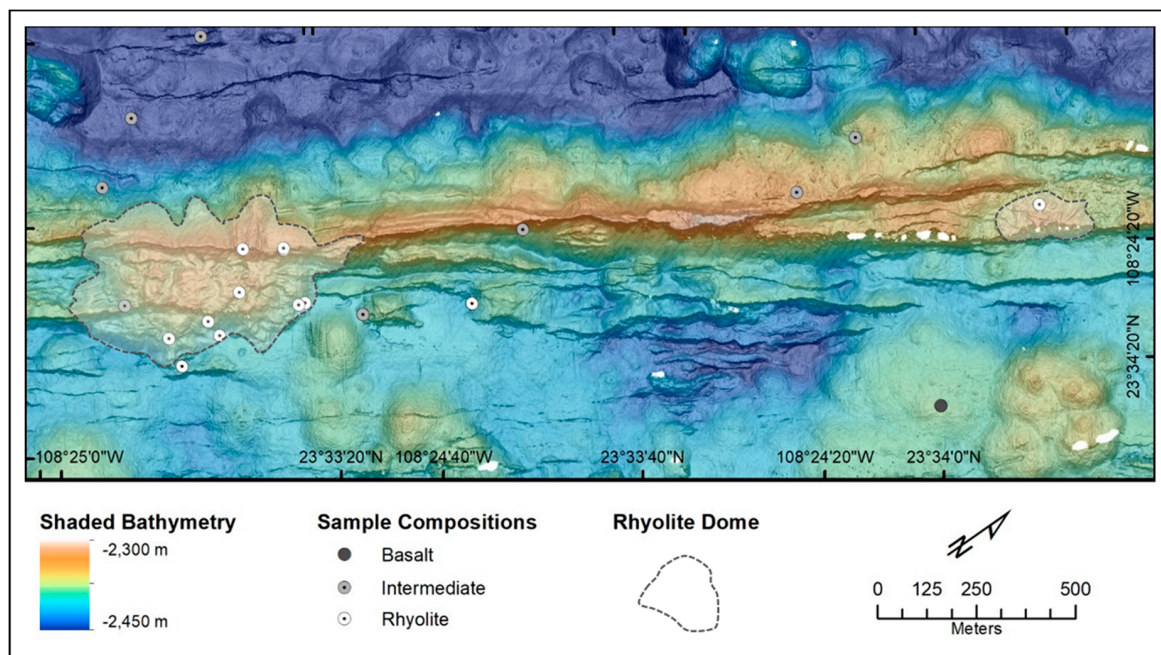 108°24'20"W
23°34'20"N
108°25'0"W 23°33'20"N 108°24'40"W 23°33'40"N 108°24'20"W 23°34'0"N
Shaded Bathymetry
-2,300 m
-2,450 m
Sample Compositions
Basalt
Intermediate
Rhyolite
Rhyolite Dome
N
0 125 250 500
Meters